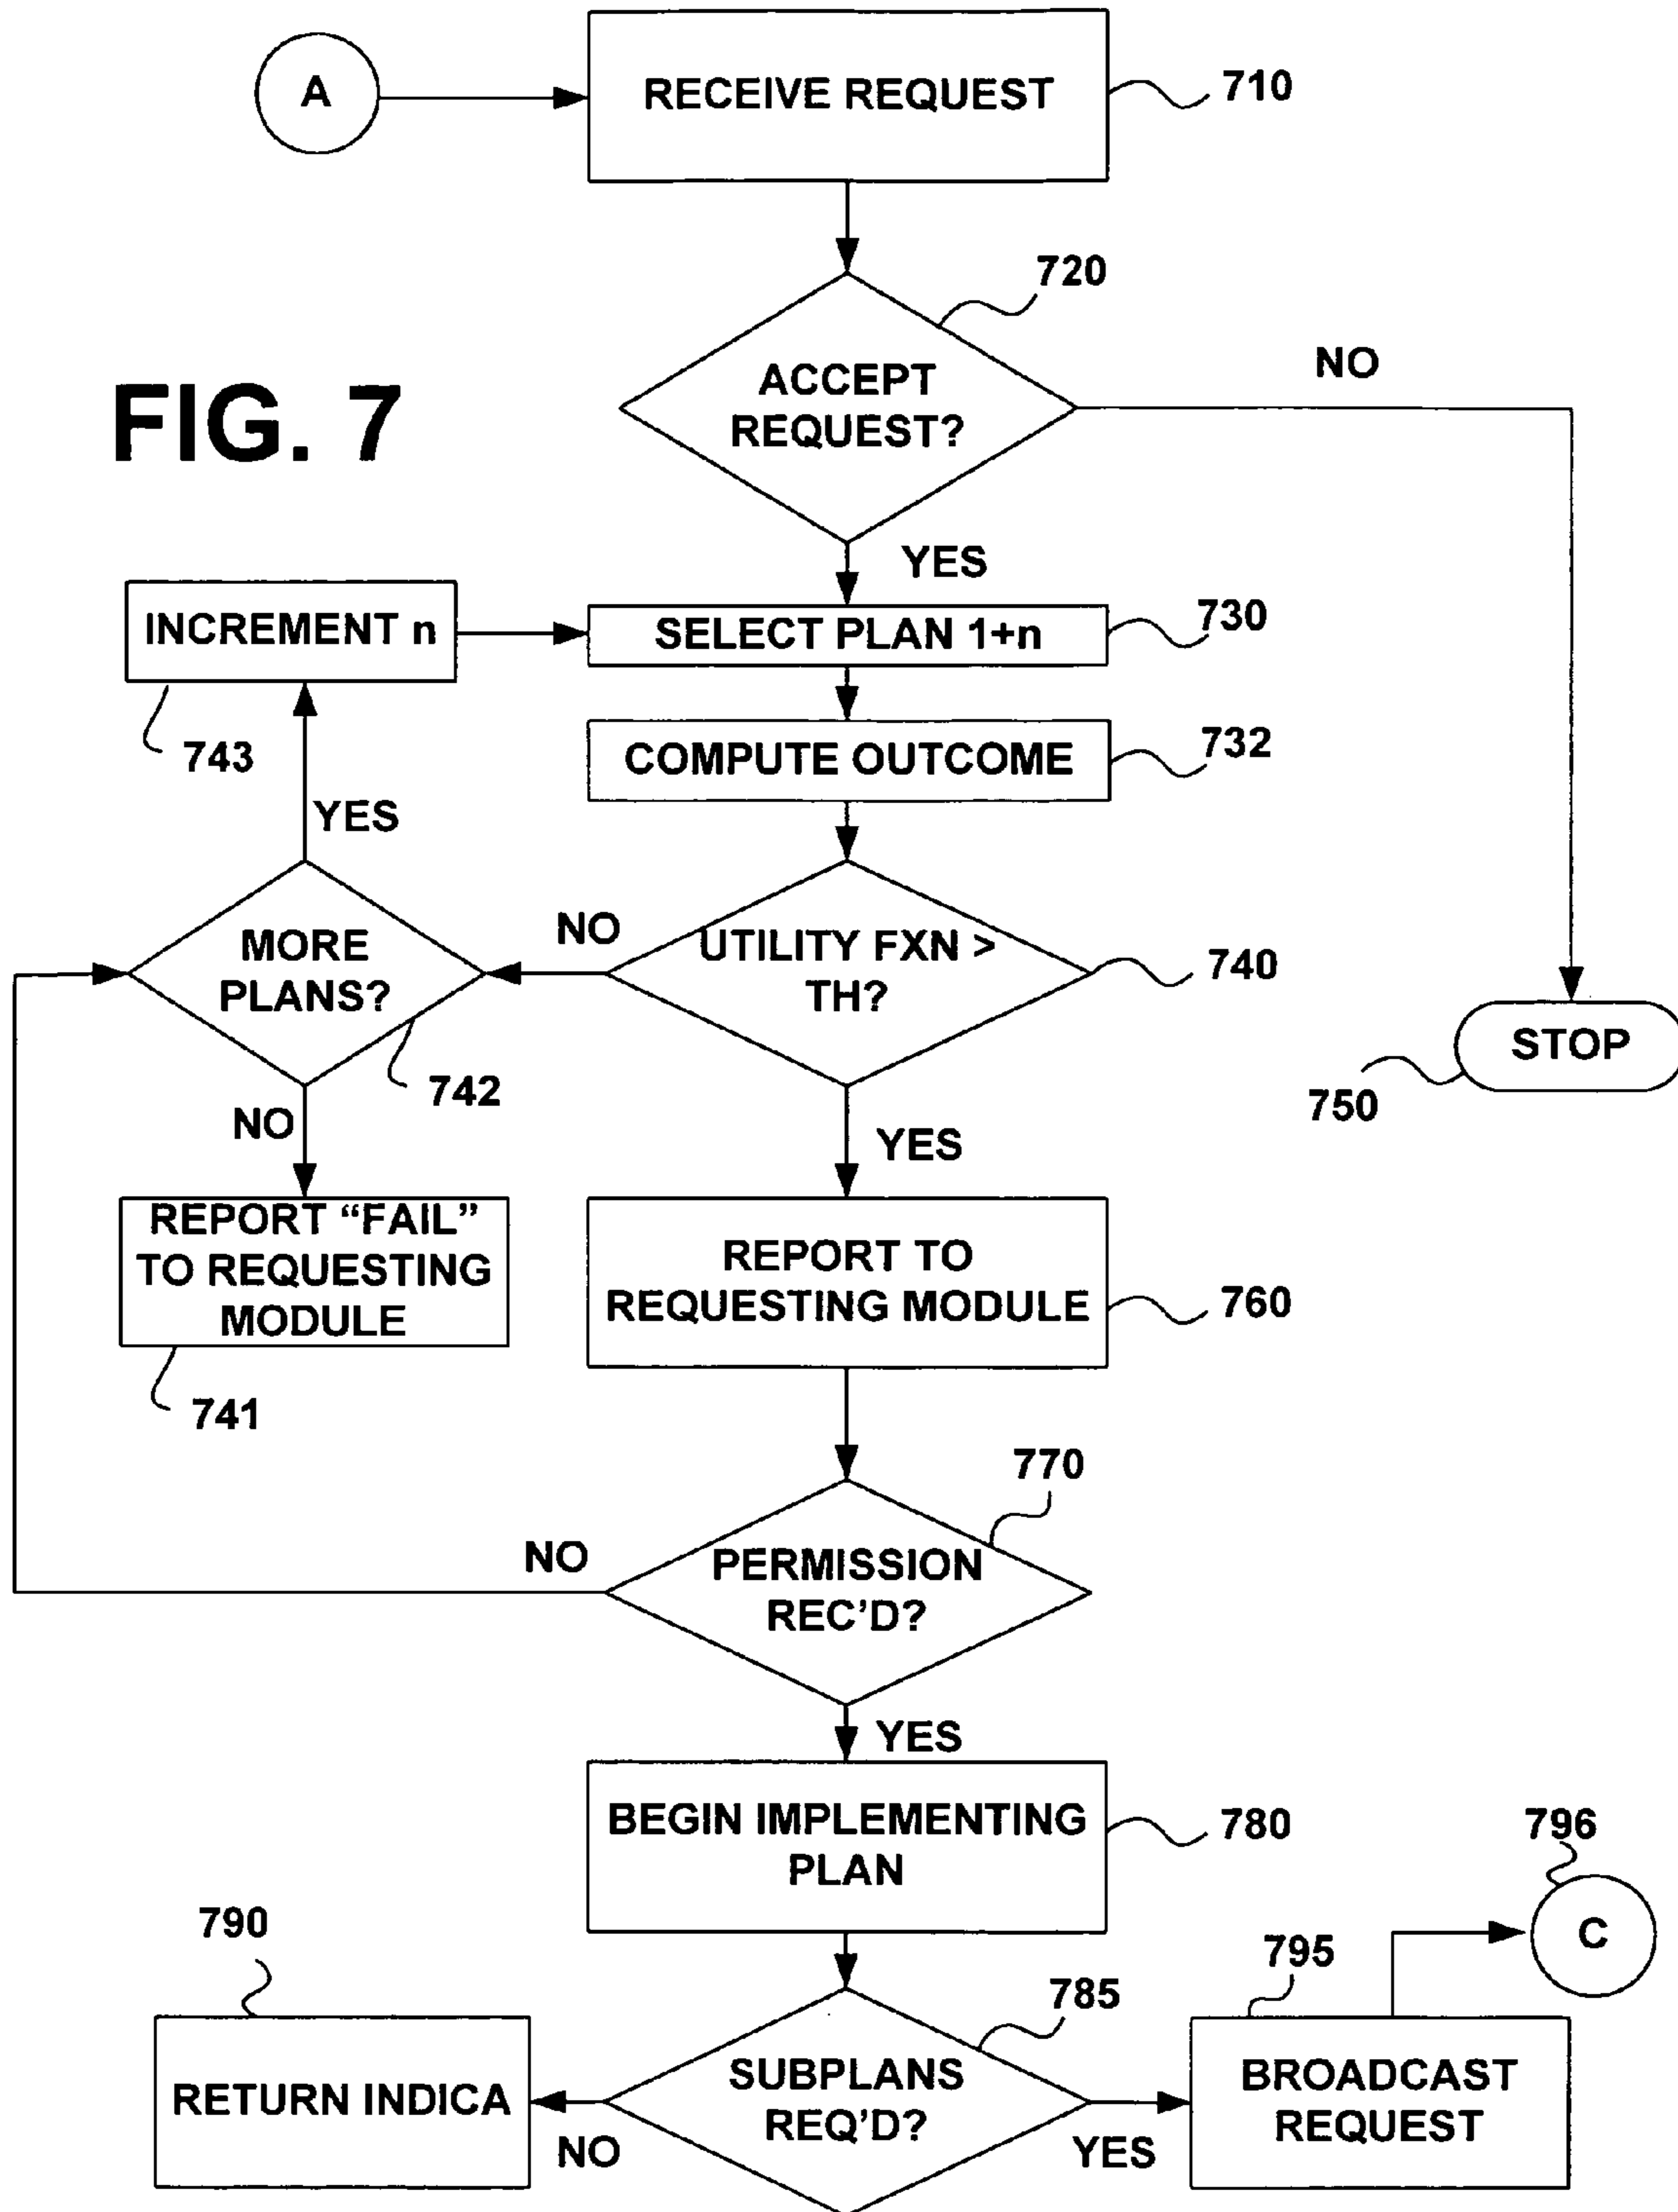 A
RECEIVE REQUEST
710
720
ACCEPT
REQUEST?
NO
FIG. 7
YES
INCREMENT n
SELECT PLAN 1+n
730
743
COMPUTE OUTCOME
732
YES
MORE
PLANS?
NO
UTILITY FXN >
TH?
740
STOP
750
742
NO
YES
REPORT “FAIL”
TO REQUESTING
MODULE
REPORT TO
REQUESTING MODULE
760
741
770
NO
PERMISSION
REC’D?
YES
BEGIN IMPLEMENTING
PLAN
780
796
C
790
795
785
RETURN INDICA
SUBPLANS
REQ’D?
BROADCAST
REQUEST
NO
YES